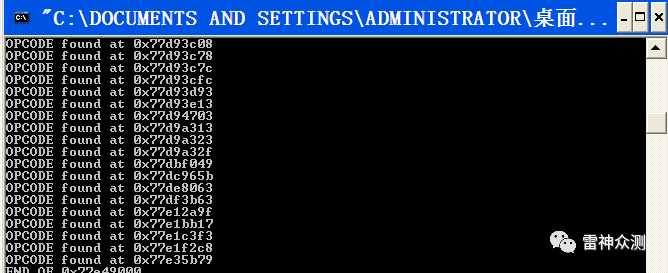 "C:\DOCUMENTS AND SETTINGS\ADMINISTRATOR\桌面...
OPCODE found at 0x77d93c08
OPCODE found at 0x77d93c78
OPCODE found at 0x77d93c7c
OPCODE found at 0x77d93cfc
OPCODE found at 0x77d93d93
OPCODE found at 0x77d93e13
OPCODE found at 0x77d94703
OPCODE found at 0x77d9a313
OPCODE found at 0x77d9a323
OPCODE found at 0x77d9a32f
OPCODE found at 0x77dbf049
OPCODE found at 0x77dc965b
OPCODE found at 0x77de8063
OPCODE found at 0x77df3b63
OPCODE found at 0x77e12a9f
OPCODE found at 0x77e1bb17
OPCODE found at 0x77e1c3f3
OPCODE found at 0x77e1f2c8
OPCODE found at 0x77e35b79
END OF 0x77e49000
雷神众测